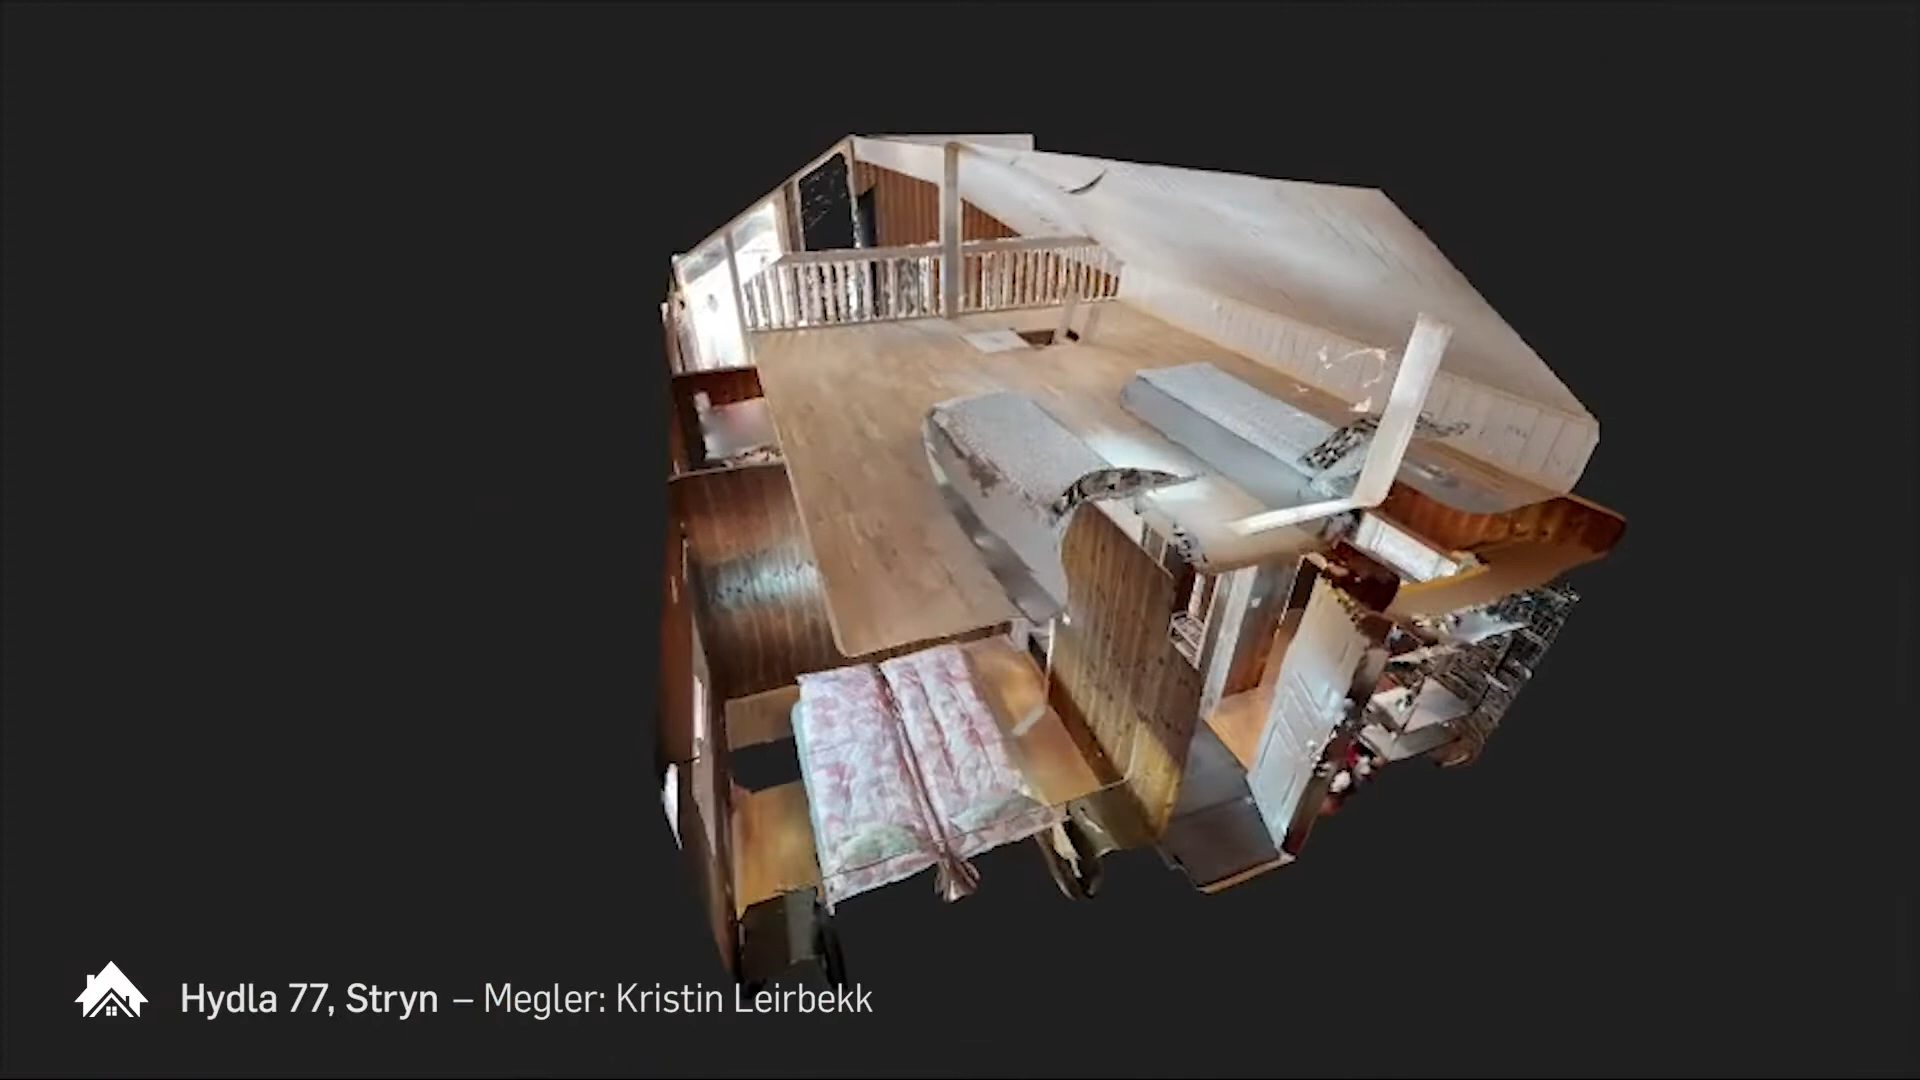 Hydla 77, Stryn – Megler: Kristin Leirbekk